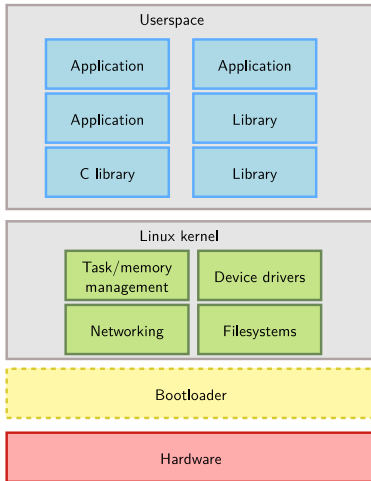 Userspace
Application
Application
Application
Library
C library
Library
Linux kernel
Task/memory
management
Device drivers
Networking
Filesystems
Bootloader
Hardware